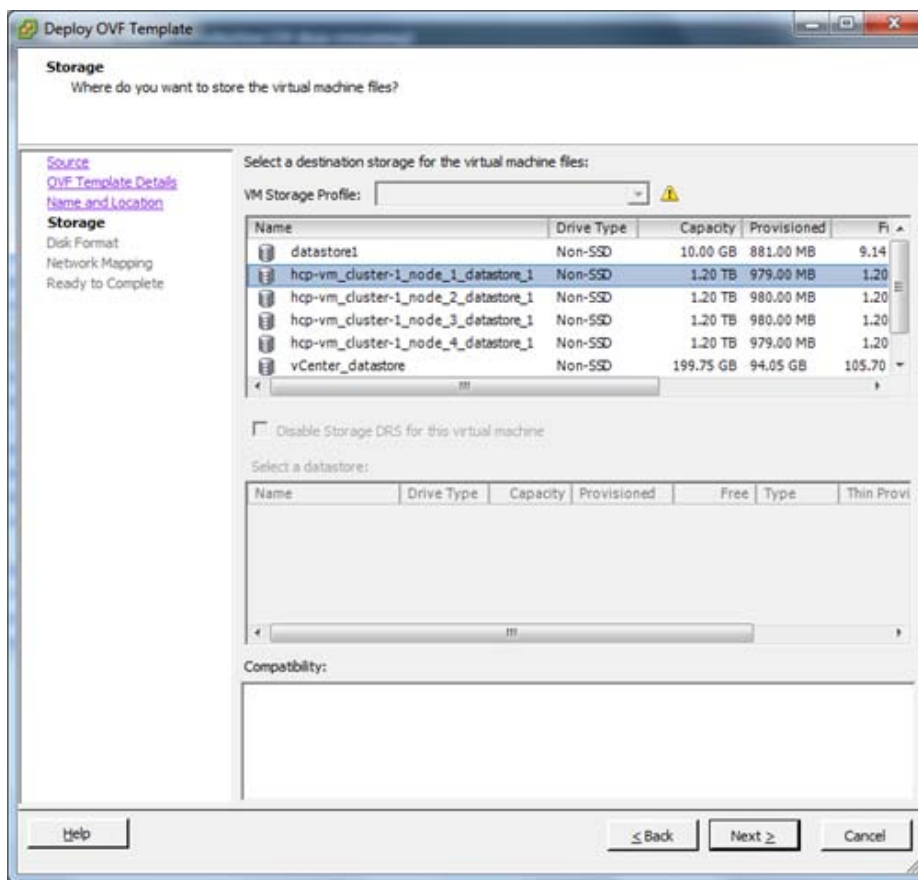 Deploy OVF Template
Storage
Where do you want to store the virtual machine files?
Source
OVF Template Details
Name and Location
Storage
Disk Format
Network Mapping
Ready to Complete
Select a destination storage for the virtual machine files:
VM Storage Profile:
Name Drive Type Capacity Provisioned
datastore1 Non-SSD 10.00 GB 881.00 MB 9.14
hcp-vm_cluster-1_node_1_datastore_1 Non-SSD 1.20 TB 979.00 MB 1.20
hcp-vm_cluster-1_node_2_datastore_1 Non-SSD 1.20 TB 980.00 MB 1.20
hcp-vm_cluster-1_node_3_datastore_1 Non-SSD 1.20 TB 980.00 MB 1.20
hcp-vm_cluster-1_node_4_datastore_1 Non-SSD 1.20 TB 979.00 MB 1.20
vCenter_datastore Non-SSD 199.75 GB 94.05 GB 105.70
Disable Storage DRS for this virtual machine
Select a datastore:
Name Drive Type Capacity Provisioned Free Type Thin Provi
Compatibility:
Help < Back Next > Cancel